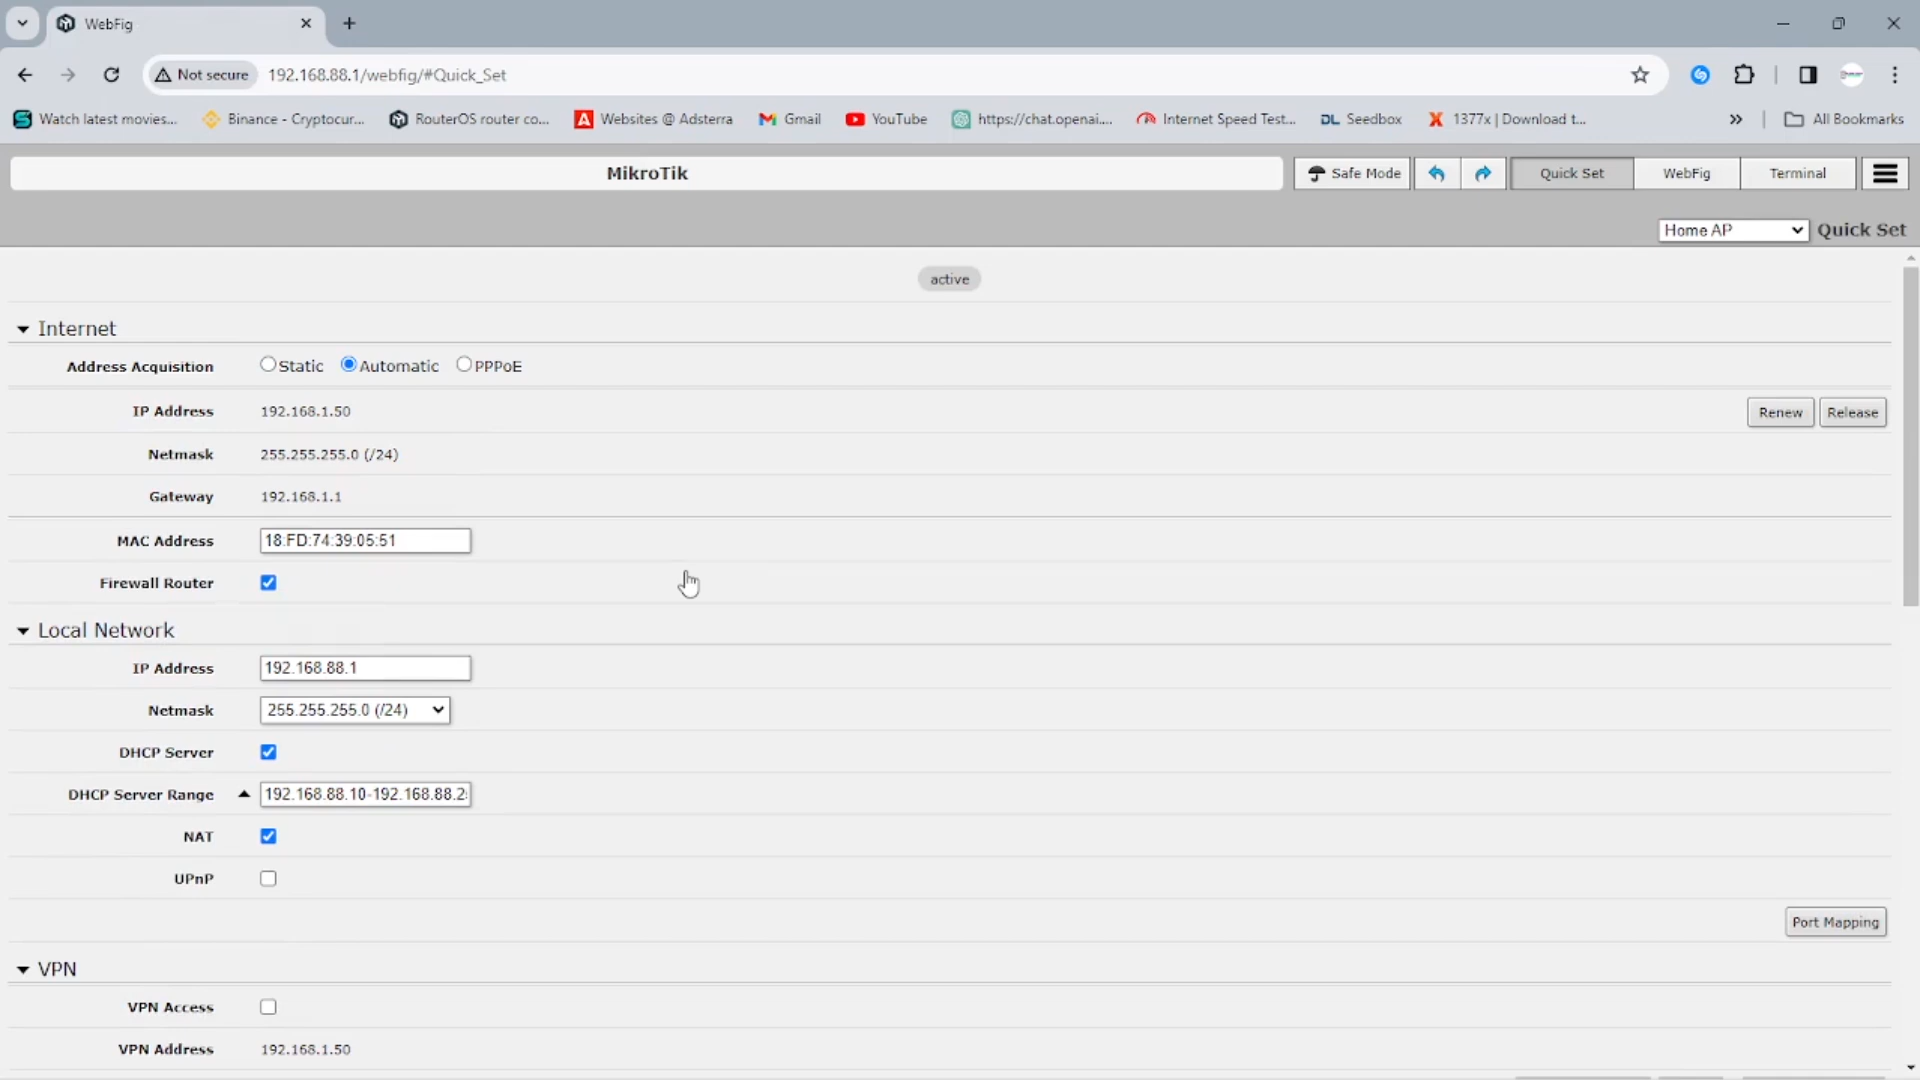 WebFig
Not secure 192.168.88.1/webfig/#Quick_Set
Watch latest movies... Binance - Cryptocur... RouterOS router co... Websites @ Adsterra Gmail YouTube https://chat.openai.... Internet Speed Test... DL Seedbox 1377x | Download t... » All Bookmarks
MikroTik Safe Mode Quick Set WebFig Terminal
Home AP Quick Set
active
Internet
Address Acquisition Static Automatic PPPoE
IP Address 192.168.1.50 Renew Release
Netmask 255.255.255.0 (/24)
Gateway 192.168.1.1
MAC Address 18:FD:74:39:05:51
Firewall Router
Local Network
IP Address 192.168.88.1
Netmask 255.255.255.0 (/24)
DHCP Server
DHCP Server Range 192.168.88.10-192.168.88.2
NAT
UPnP
Port Mapping
VPN
VPN Access
VPN Address 192.168.1.50